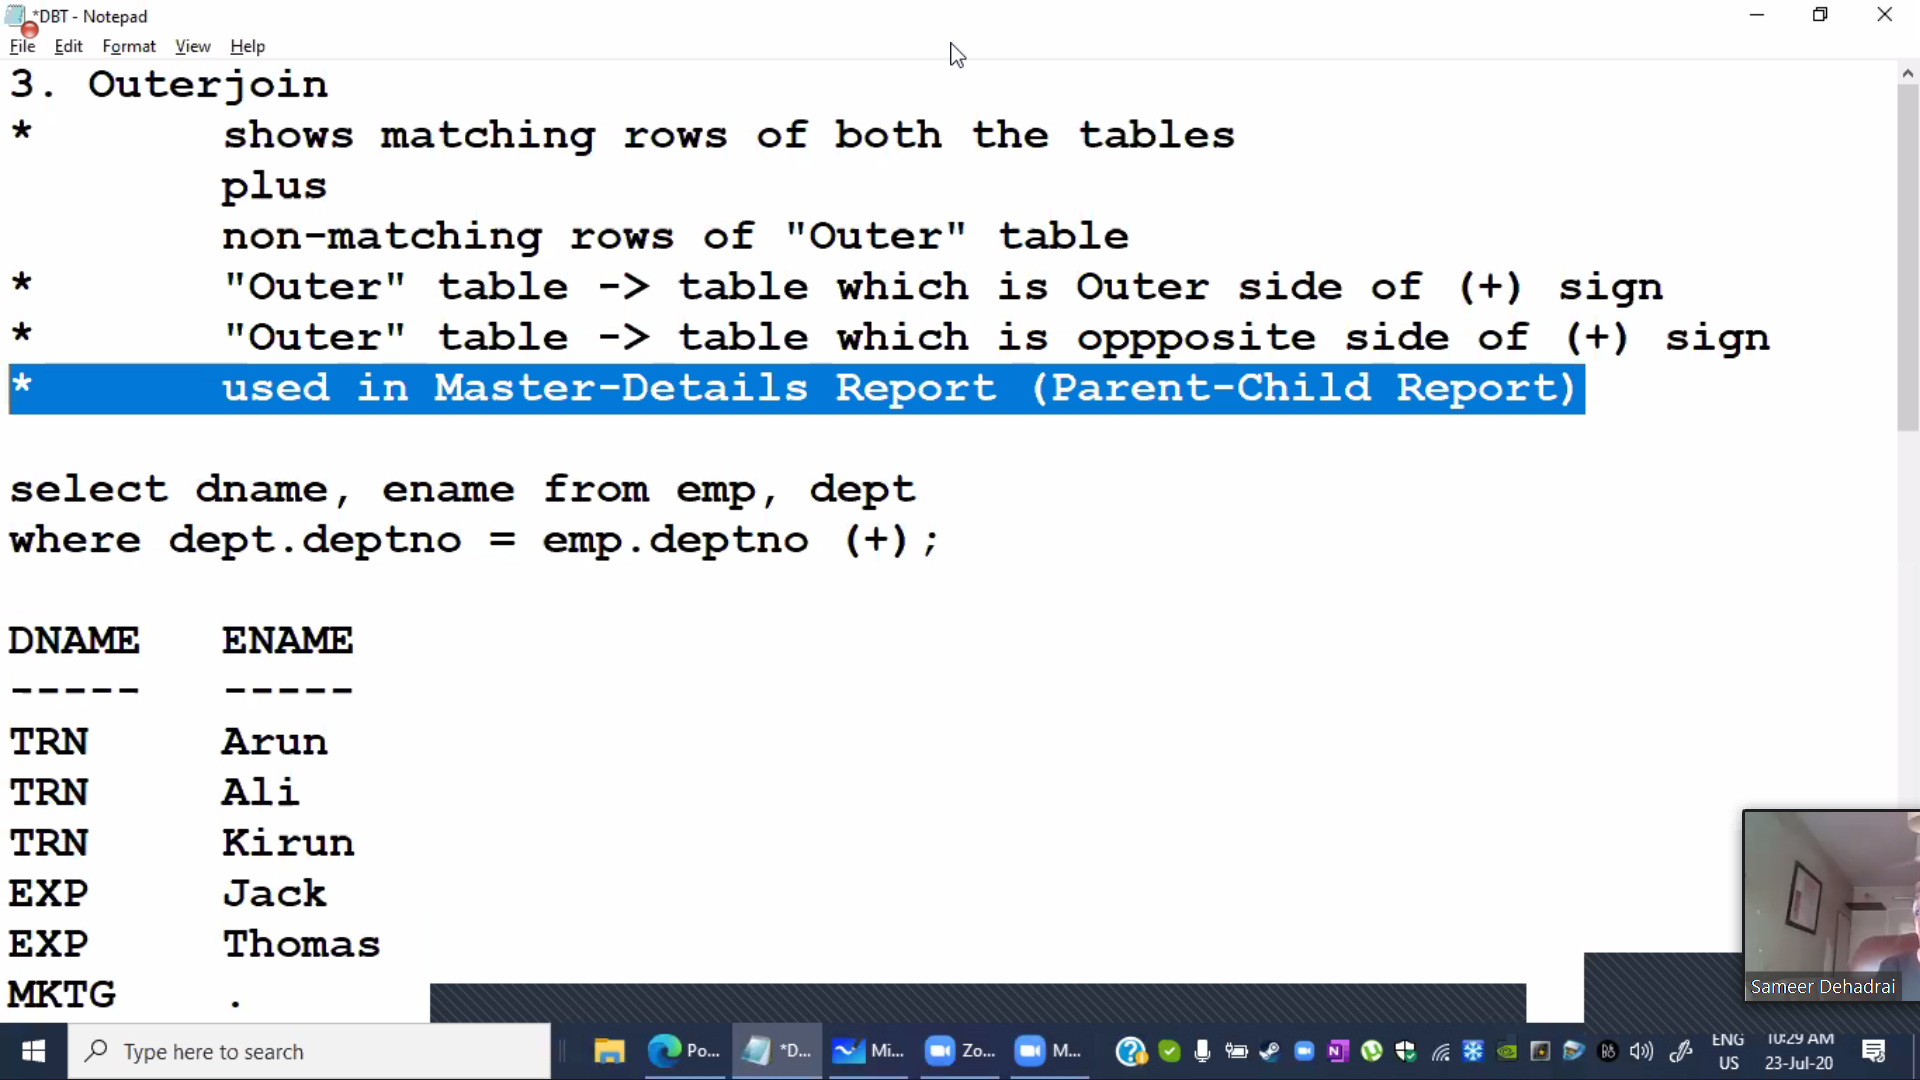 *DBT - Notepad
File Edit Format View Help
3. Outerjoin
* shows matching rows of both the tables
plus
non-matching rows of "Outer" table
* "Outer" table -> table which is Outer side of (+) sign
* "Outer" table -> table which is oppposite side of (+) sign
* used in Master-Details Report (Parent-Child Report)
select dname, ename from emp, dept
where dept.deptno = emp.deptno (+);
DNAME ENAME
----- -----
TRN Arun
TRN Ali
TRN Kirun
EXP Jack
EXP Thomas
MKTG .
Sameer Dehadrai
Type here to search
Po...
*D...
Mi...
Zo...
M...
ENG
US
10:29 AM
23-Jul-20